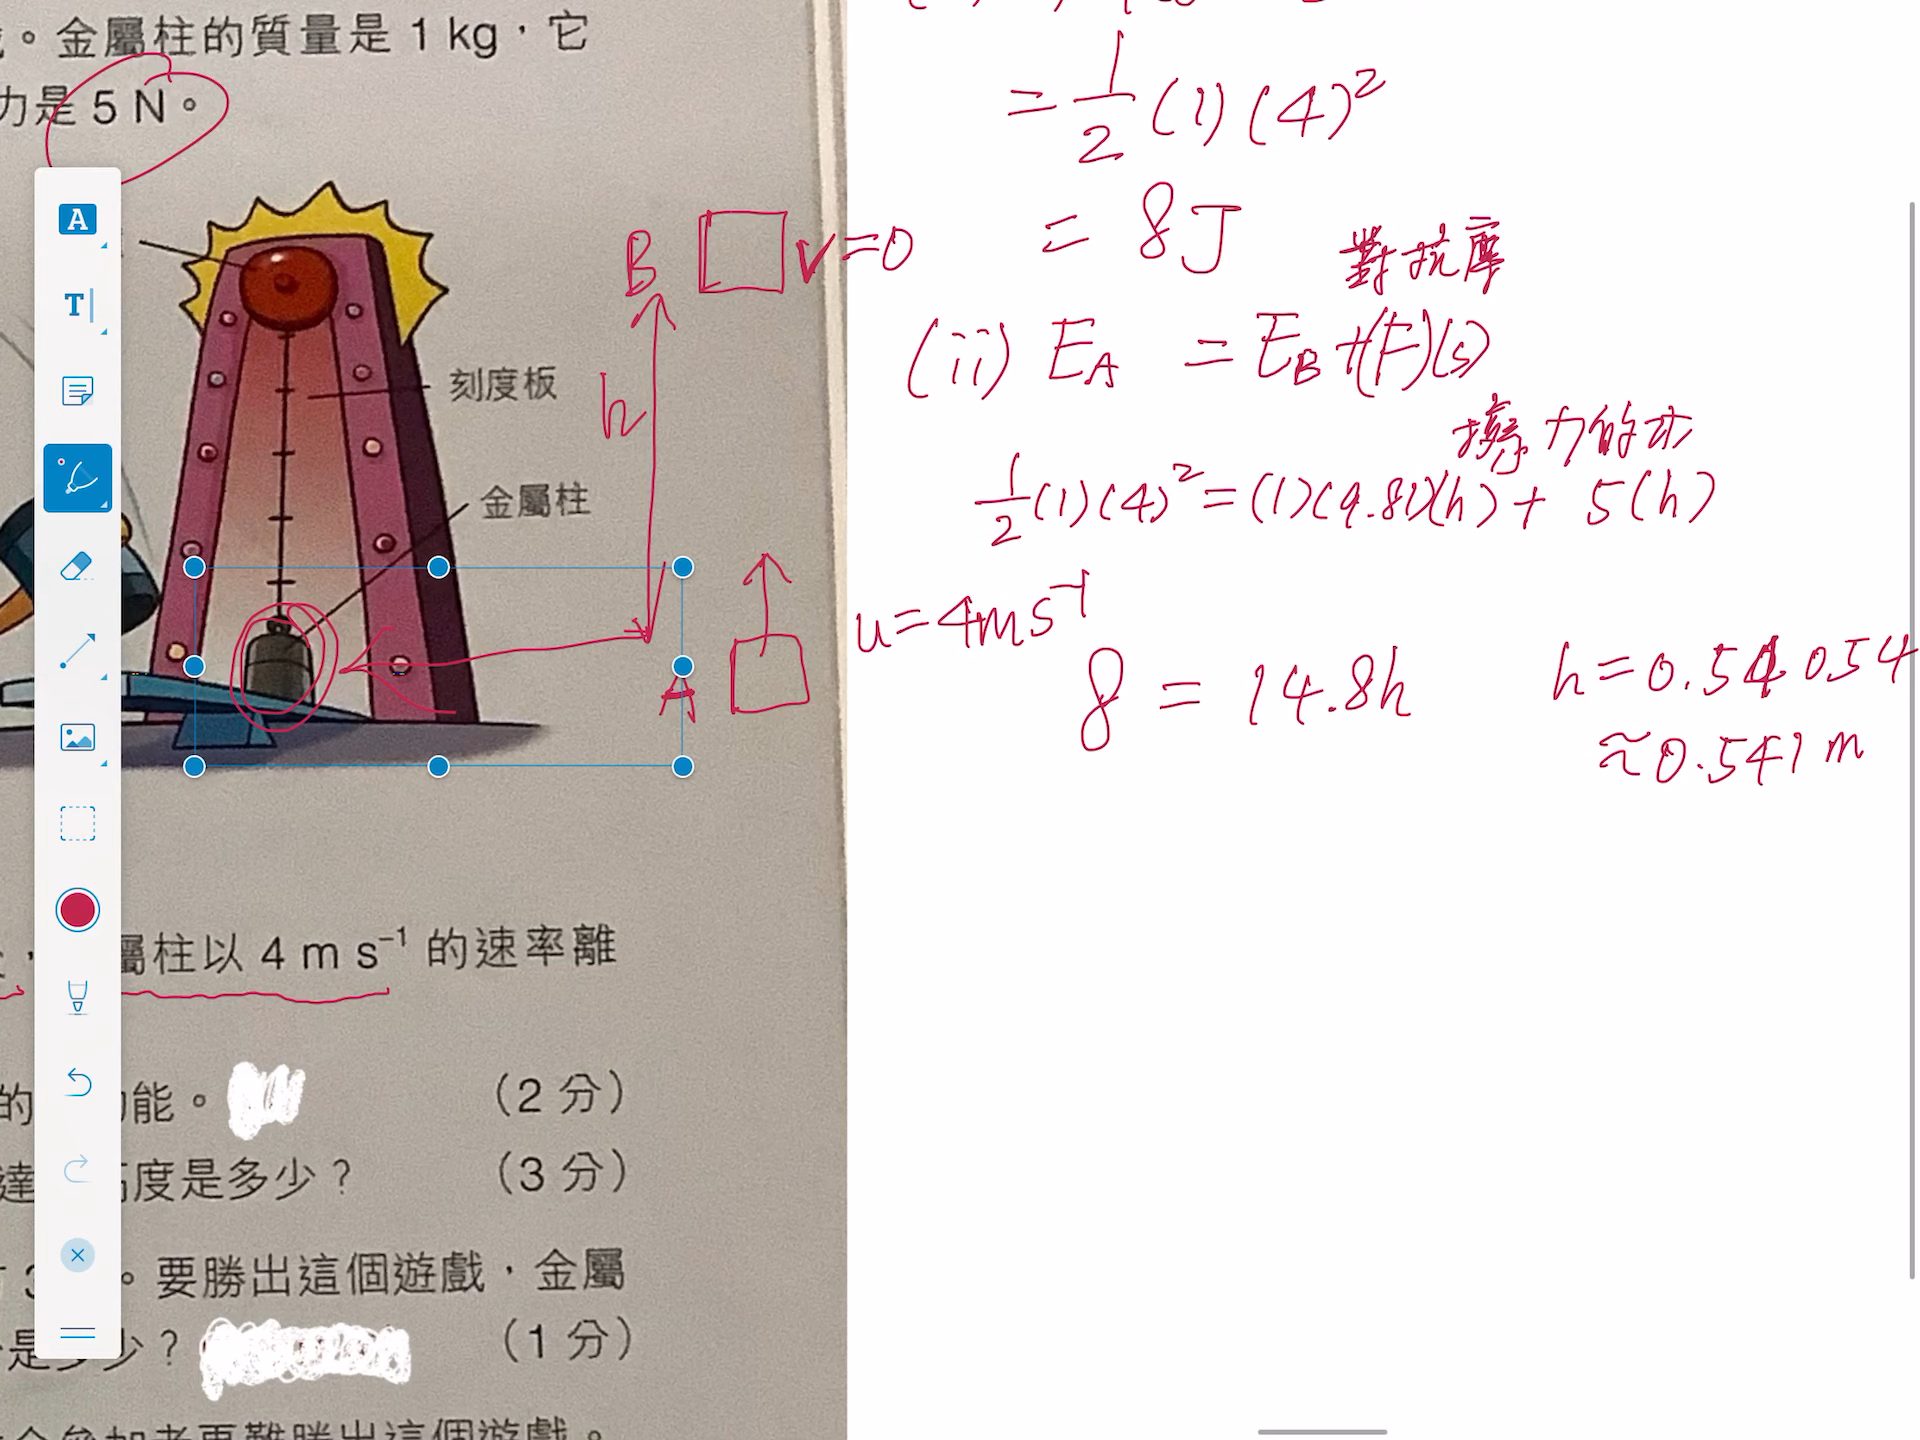 。金屬柱的質量是 1 kg，它
力是 5 N。
刻度板
金屬柱
B
v=0
h
A
屬柱以 4 m s⁻¹ 的速率離
的
能。
(2 分)
達
高度是多少？
(3 分)
。要勝出這個遊戲，金屬
是多少？
(1 分)
= 1/2 (1) (4)²
= 8J
對抗摩
(ii) E_A = E_B + (F)(s)
擦力的功
1/2 (1) (4)² = (1)(9.81)(h) + 5(h)
u=4ms⁻¹
8 = 14.8h
h=0.54054
≈0.541 m
A
T